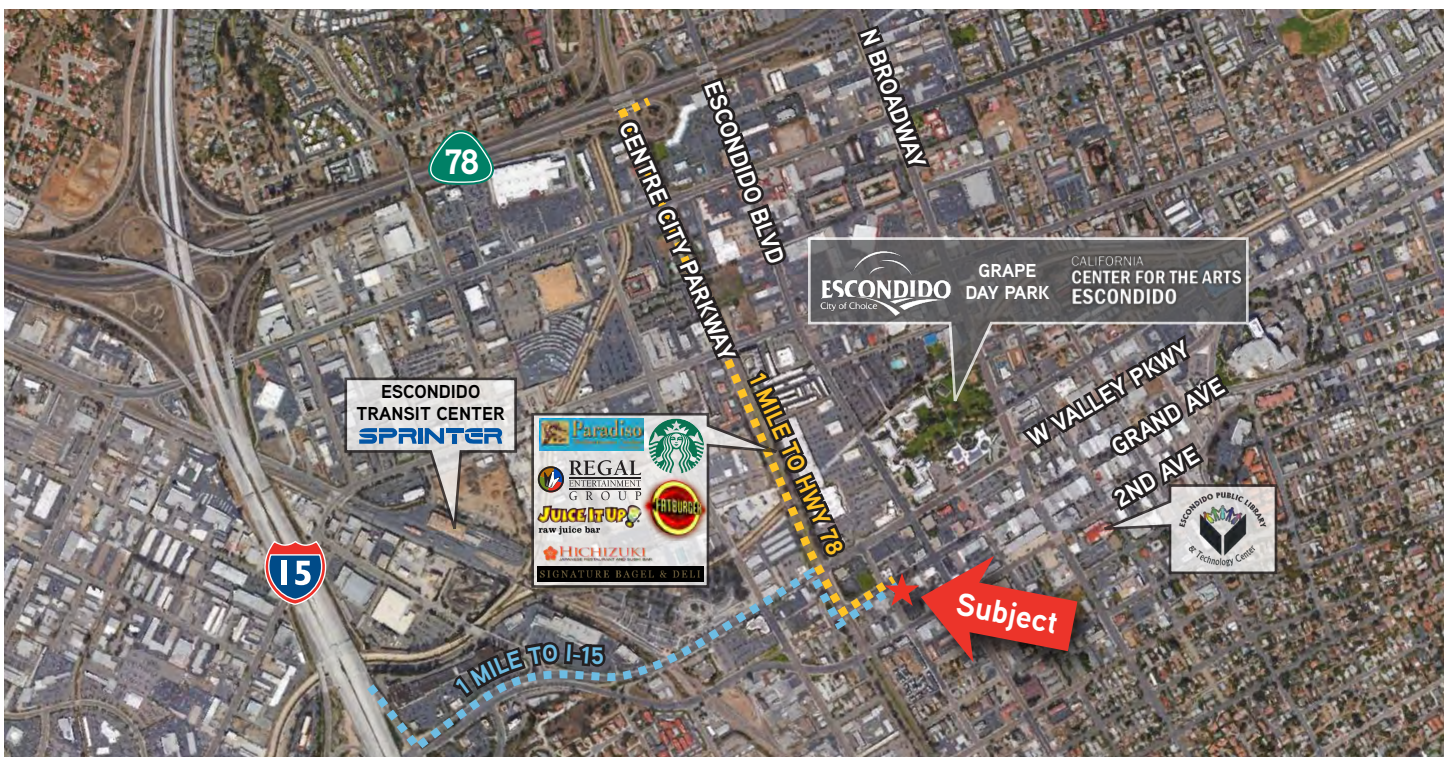 N BROADWAY
ESCONDIDO BLVD
CENTRE CITY PARKWAY
78
ESCONDIDO
City of Choice
GRAPE
DAY PARK
CALIFORNIA
CENTER FOR THE ARTS
ESCONDIDO
W VALLEY PKWY
GRAND AVE
2ND AVE
1 MILE TO HWY 78
ESCONDIDO
TRANSIT CENTER
SPRINTER
Paradiso
REGAL
ENTERTAINMENT
GROUP
JUICE IT UP!
raw juice bar
FATBURGER
HICHIZUKI
SIGNATURE BAGEL & DELI
ESCONDIDO PUBLIC LIBRARY
& Technology Center
15
Subject
1 MILE TO I-15